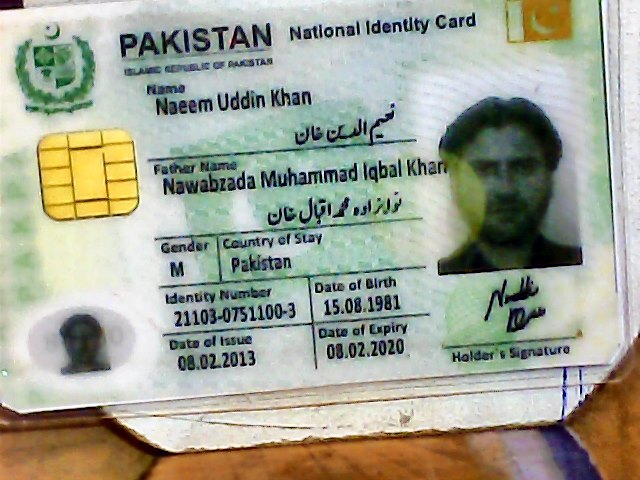 PAKISTAN National Identity Card
ISLAMIC REPUBLIC OF PAKISTAN
Name
Naeem Uddin Khan
نعیم الدین خان
Father Name
Nawabzada Muhammad Iqbal Khan
نوابزادہ محمد اقبال خان
Gender Country of Stay
M Pakistan
Identity Number Date of Birth
21103-0751100-3 15.08.1981
Date of Issue Date of Expiry
08.02.2013 08.02.2020
Holder's Signature